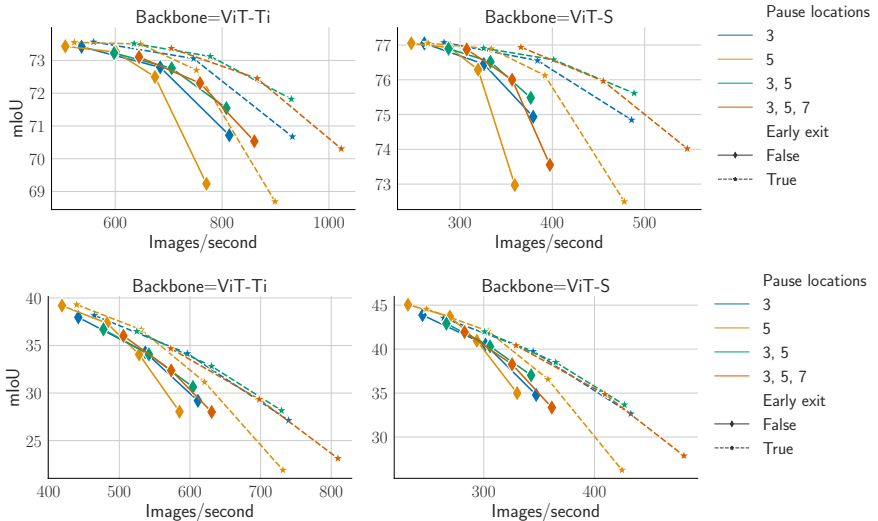 Backbone=ViT-Ti
Backbone=ViT-S
mIoU
73
72
71
70
69
600
800
1000
Images/second
77
76
75
74
73
300
400
500
Images/second
Pause locations
3
5
3, 5
3, 5, 7
Early exit
False
True
Backbone=ViT-Ti
Backbone=ViT-S
mIoU
40
35
30
25
400
500
600
700
800
Images/second
45
40
35
30
300
400
Images/second
Pause locations
3
5
3, 5
3, 5, 7
Early exit
False
True